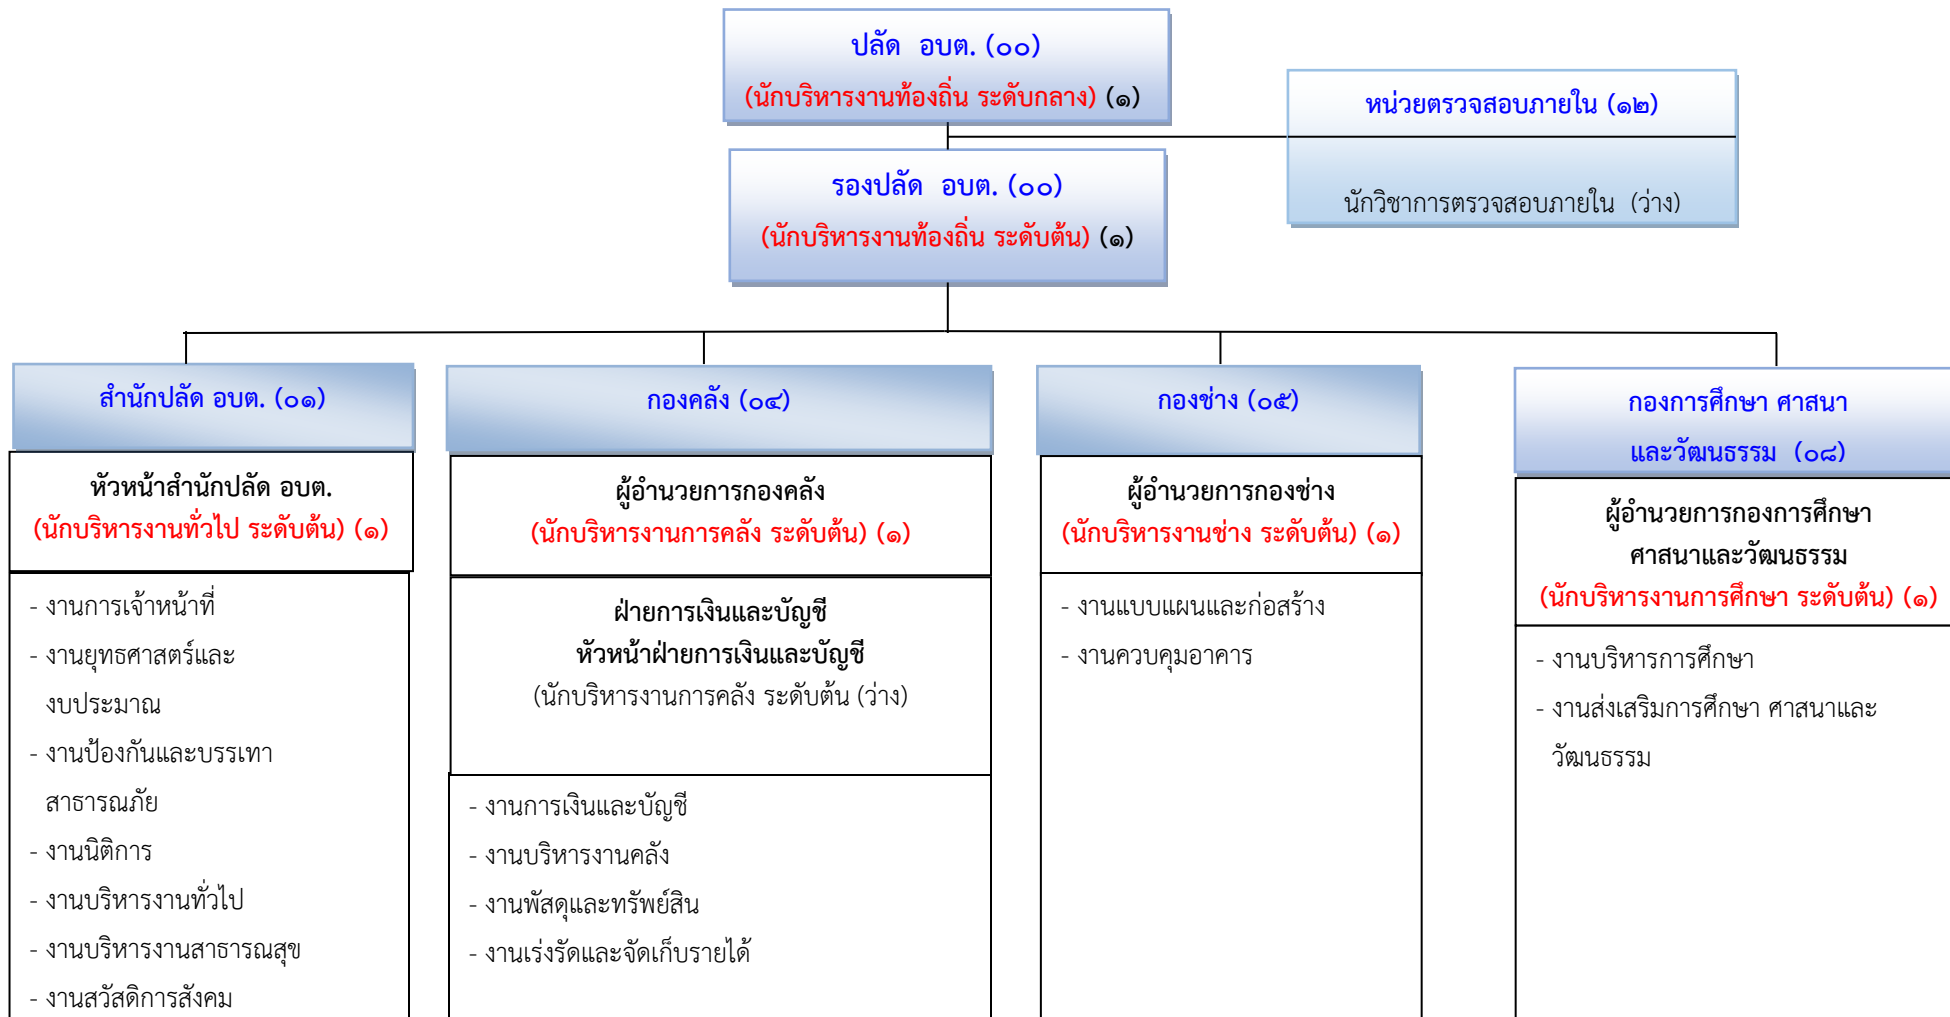 ปลัด  อบต. (๐๐)
(นักบริหารงานท้องถิ่น ระดับกลาง) (๑)
หน่วยตรวจสอบภายใน (๑๒)
นักวิชาการตรวจสอบภายใน  (ว่าง)
รองปลัด  อบต. (๐๐)
(นักบริหารงานท้องถิ่น ระดับต้น) (๑)
สำนักปลัด อบต. (๐๑)
หัวหน้าสำนักปลัด อบต.
(นักบริหารงานทั่วไป ระดับต้น) (๑)
- งานการเจ้าหน้าที่
- งานยุทธศาสตร์และ
งบประมาณ
- งานป้องกันและบรรเทา
สาธารณภัย
- งานนิติการ
- งานบริหารงานทั่วไป
- งานบริหารงานสาธารณสุข
- งานสวัสดิการสังคม
กองคลัง (๐๔)
ผู้อำนวยการกองคลัง
(นักบริหารงานการคลัง ระดับต้น) (๑)
ฝ่ายการเงินและบัญชี
หัวหน้าฝ่ายการเงินและบัญชี
(นักบริหารงานการคลัง ระดับต้น (ว่าง)
- งานการเงินและบัญชี
- งานบริหารงานคลัง
- งานพัสดุและทรัพย์สิน
- งานเร่งรัดและจัดเก็บรายได้
กองช่าง (๐๕)
ผู้อำนวยการกองช่าง
(นักบริหารงานช่าง ระดับต้น) (๑)
- งานแบบแผนและก่อสร้าง
- งานควบคุมอาคาร
กองการศึกษา ศาสนา
และวัฒนธรรม  (๐๘)
ผู้อำนวยการกองการศึกษา
ศาสนาและวัฒนธรรม
(นักบริหารงานการศึกษา ระดับต้น) (๑)
- งานบริหารการศึกษา
- งานส่งเสริมการศึกษา ศาสนาและ
วัฒนธรรม